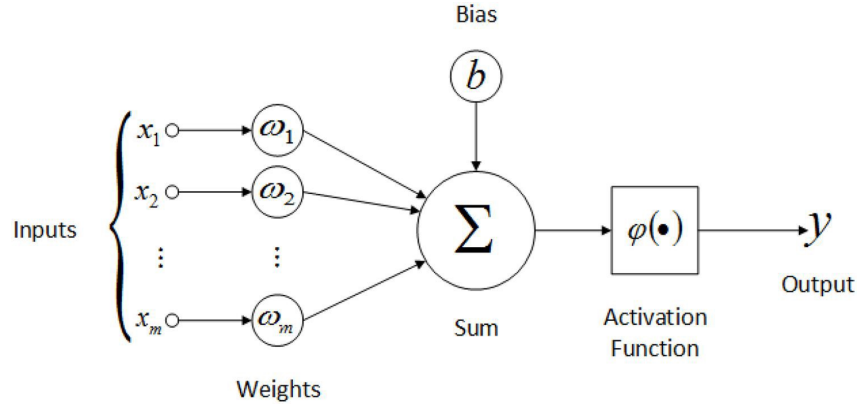 Bias
b
x₁
ω₁
x₂
ω₂
Inputs
Σ
φ(•)
y
⋮
⋮
Output
xₘ
ωₘ
Sum
Activation
Function
Weights